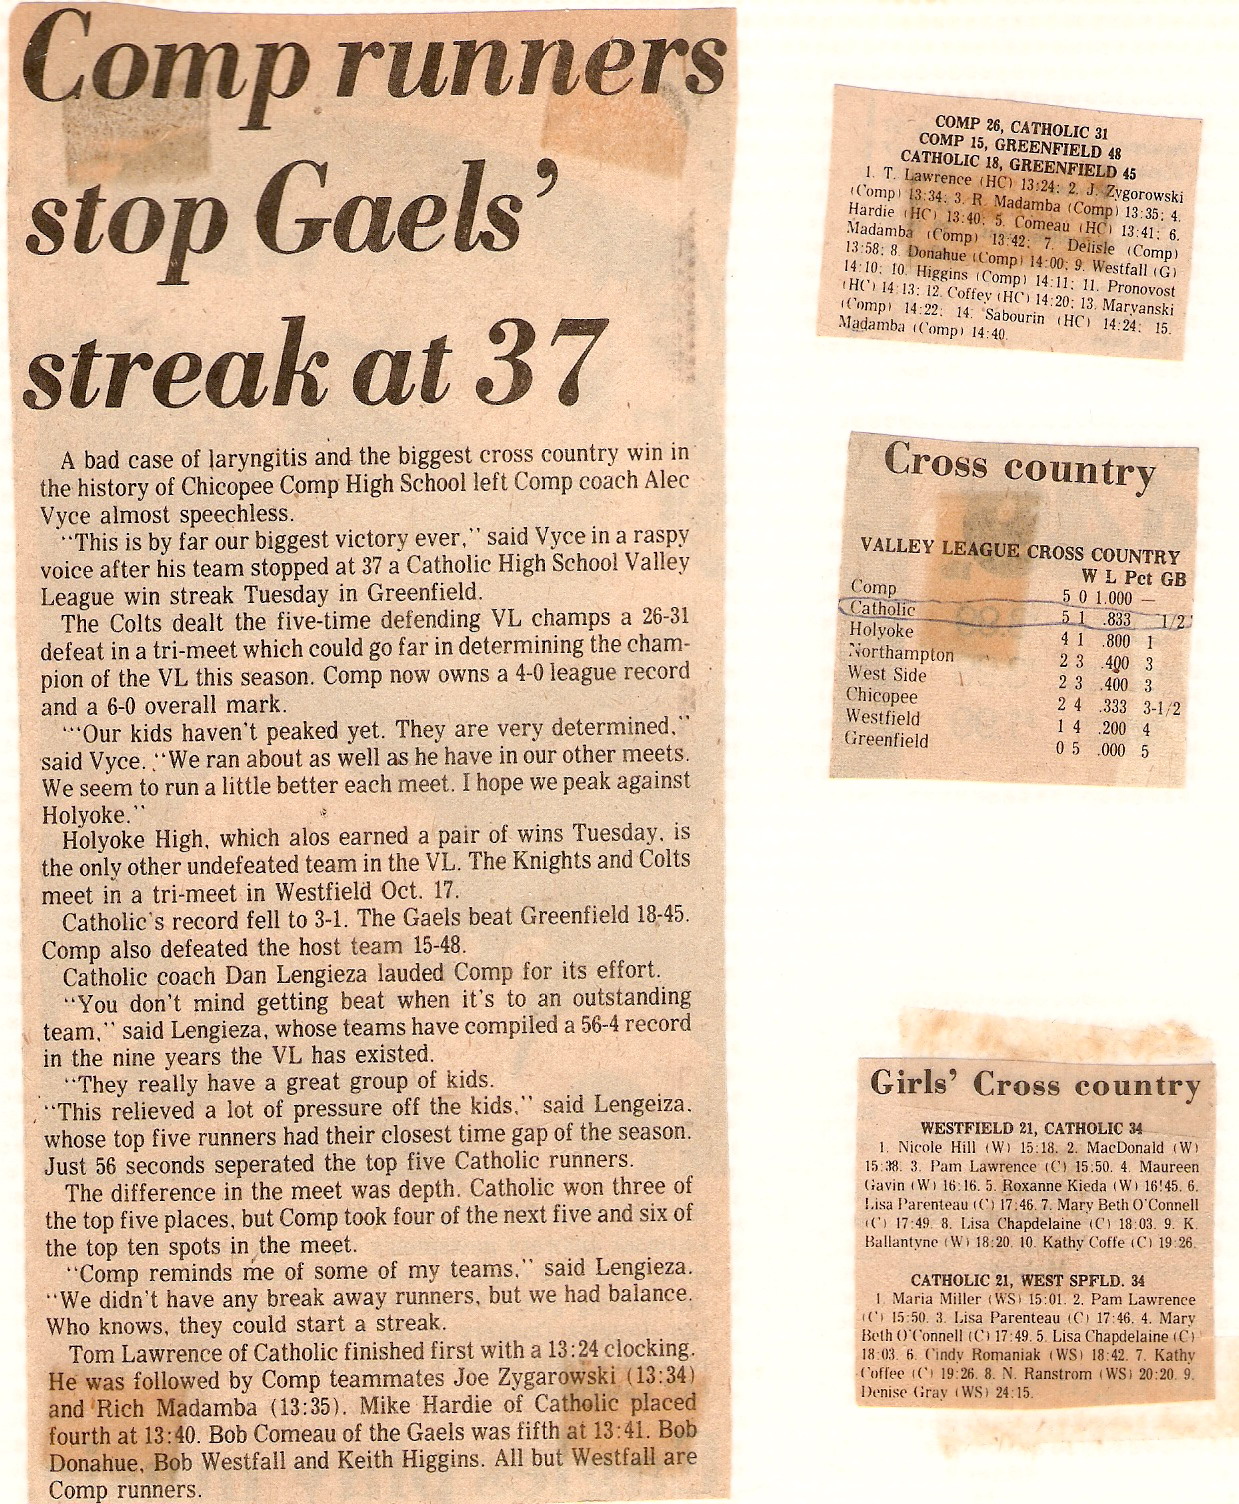 Comp runners
stop Gaels'
streak at 37
A bad case of laryngitis and the biggest cross country win in
the history of Chicopee Comp High School left Comp coach Alec
Vyce almost speechless.
"This is by far our biggest victory ever," said Vyce in a raspy
voice after his team stopped at 37 a Catholic High School Valley
League win streak Tuesday in Greenfield.
The Colts dealt the five-time defending VL champs a 26-31
defeat in a tri-meet which could go far in determining the cham-
pion of the VL this season. Comp now owns a 4-0 league record
and a 6-0 overall mark.
"'Our kids haven't peaked yet. They are very determined,"
said Vyce. "We ran about as well as he have in our other meets.
We seem to run a little better each meet. I hope we peak against
Holyoke."
Holyoke High, which alos earned a pair of wins Tuesday, is
the only other undefeated team in the VL. The Knights and Colts
meet in a tri-meet in Westfield Oct. 17.
Catholic's record fell to 3-1. The Gaels beat Greenfield 18-45.
Comp also defeated the host team 15-48.
Catholic coach Dan Lengieza lauded Comp for its effort.
"You don't mind getting beat when it's to an outstanding
team," said Lengieza, whose teams have compiled a 56-4 record
in the nine years the VL has existed.
"They really have a great group of kids.
"This relieved a lot of pressure off the kids," said Lengeiza,
whose top five runners had their closest time gap of the season.
Just 56 seconds seperated the top five Catholic runners.
The difference in the meet was depth. Catholic won three of
the top five places, but Comp took four of the next five and six of
the top ten spots in the meet.
"Comp reminds me of some of my teams," said Lengieza.
"We didn't have any break away runners, but we had balance.
Who knows, they could start a streak.
Tom Lawrence of Catholic finished first with a 13:24 clocking.
He was followed by Comp teammates Joe Zygarowski (13:34)
and Rich Madamba (13:35). Mike Hardie of Catholic placed
fourth at 13:40. Bob Comeau of the Gaels was fifth at 13:41. Bob
Donahue, Bob Westfall and Keith Higgins. All but Westfall are
Comp runners.
COMP 26, CATHOLIC 31
COMP 15, GREENFIELD 48
CATHOLIC 18, GREENFIELD 45
1. T. Lawrence (HC) 13:24; 2. J. Zygorowski
(Comp) 13:34; 3. R. Madamba (Comp) 13:35; 4.
Hardie (HC) 13:40; 5. Comeau (HC) 13:41; 6.
Madamba (Comp) 13:42; 7. Delisle (Comp)
13:58; 8. Donahue (Comp) 14:00; 9. Westfall (G)
14:10; 10. Higgins (Comp) 14:11; 11. Pronovost
(HC) 14:13; 12. Coffey (HC) 14:20; 13. Maryanski
(Comp) 14:22; 14. Sabourin (HC) 14:24; 15.
Madamba (Comp) 14:40.
Cross country
VALLEY LEAGUE CROSS COUNTRY
W L Pct GB
Comp 5 0 1.000 —
Catholic 5 1 .833 1/2
Holyoke 4 1 .800 1
Northampton 2 3 .400 3
West Side 2 3 .400 3
Chicopee 2 4 .333 3-1/2
Westfield 1 4 .200 4
Greenfield 0 5 .000 5
Girls' Cross country
WESTFIELD 21, CATHOLIC 34
1. Nicole Hill (W) 15:18. 2. MacDonald (W)
15:38. 3. Pam Lawrence (C) 15:50. 4. Maureen
Gavin (W) 16:16. 5. Roxanne Kieda (W) 16!45. 6.
Lisa Parenteau (C) 17:46. 7. Mary Beth O'Connell
(C) 17:49. 8. Lisa Chapdelaine (C) 18:03. 9. K.
Ballantyne (W) 18:20. 10. Kathy Coffe (C) 19:26.
CATHOLIC 21, WEST SPFLD. 34
1. Maria Miller (WS) 15:01. 2. Pam Lawrence
(C) 15:50. 3. Lisa Parenteau (C) 17:46. 4. Mary
Beth O'Connell (C) 17:49. 5. Lisa Chapdelaine (C)
18:03. 6. Cindy Romaniak (WS) 18:42. 7. Kathy
Coffee (C) 19:26. 8. N. Ranstrom (WS) 20:20. 9.
Denise Gray (WS) 24:15.